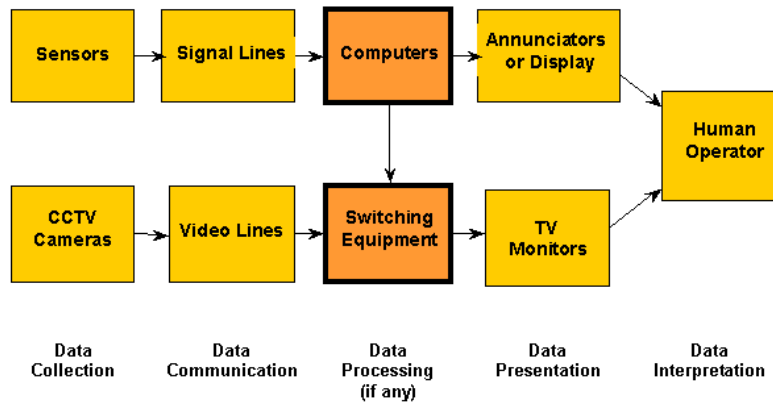 Sensors
Signal Lines
Computers
Annunciators
or Display
Human
Operator
CCTV
Cameras
Video Lines
Switching
Equipment
TV
Monitors
Data
Collection
Data
Communication
Data
Processing
(if any)
Data
Presentation
Data
Interpretation